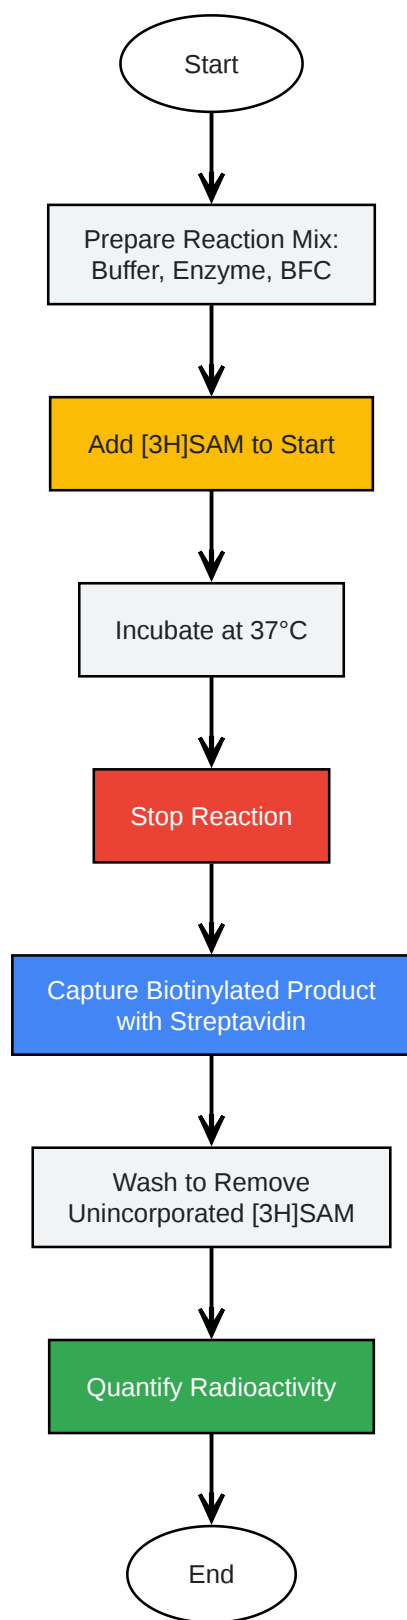 Start
Prepare Reaction Mix:
Buffer, Enzyme, BFC
Add [3H]SAM to Start
Incubate at 37°C
Stop Reaction
Capture Biotinylated Product
with Streptavidin
Wash to Remove
Unincorporated [3H]SAM
Quantify Radioactivity
End